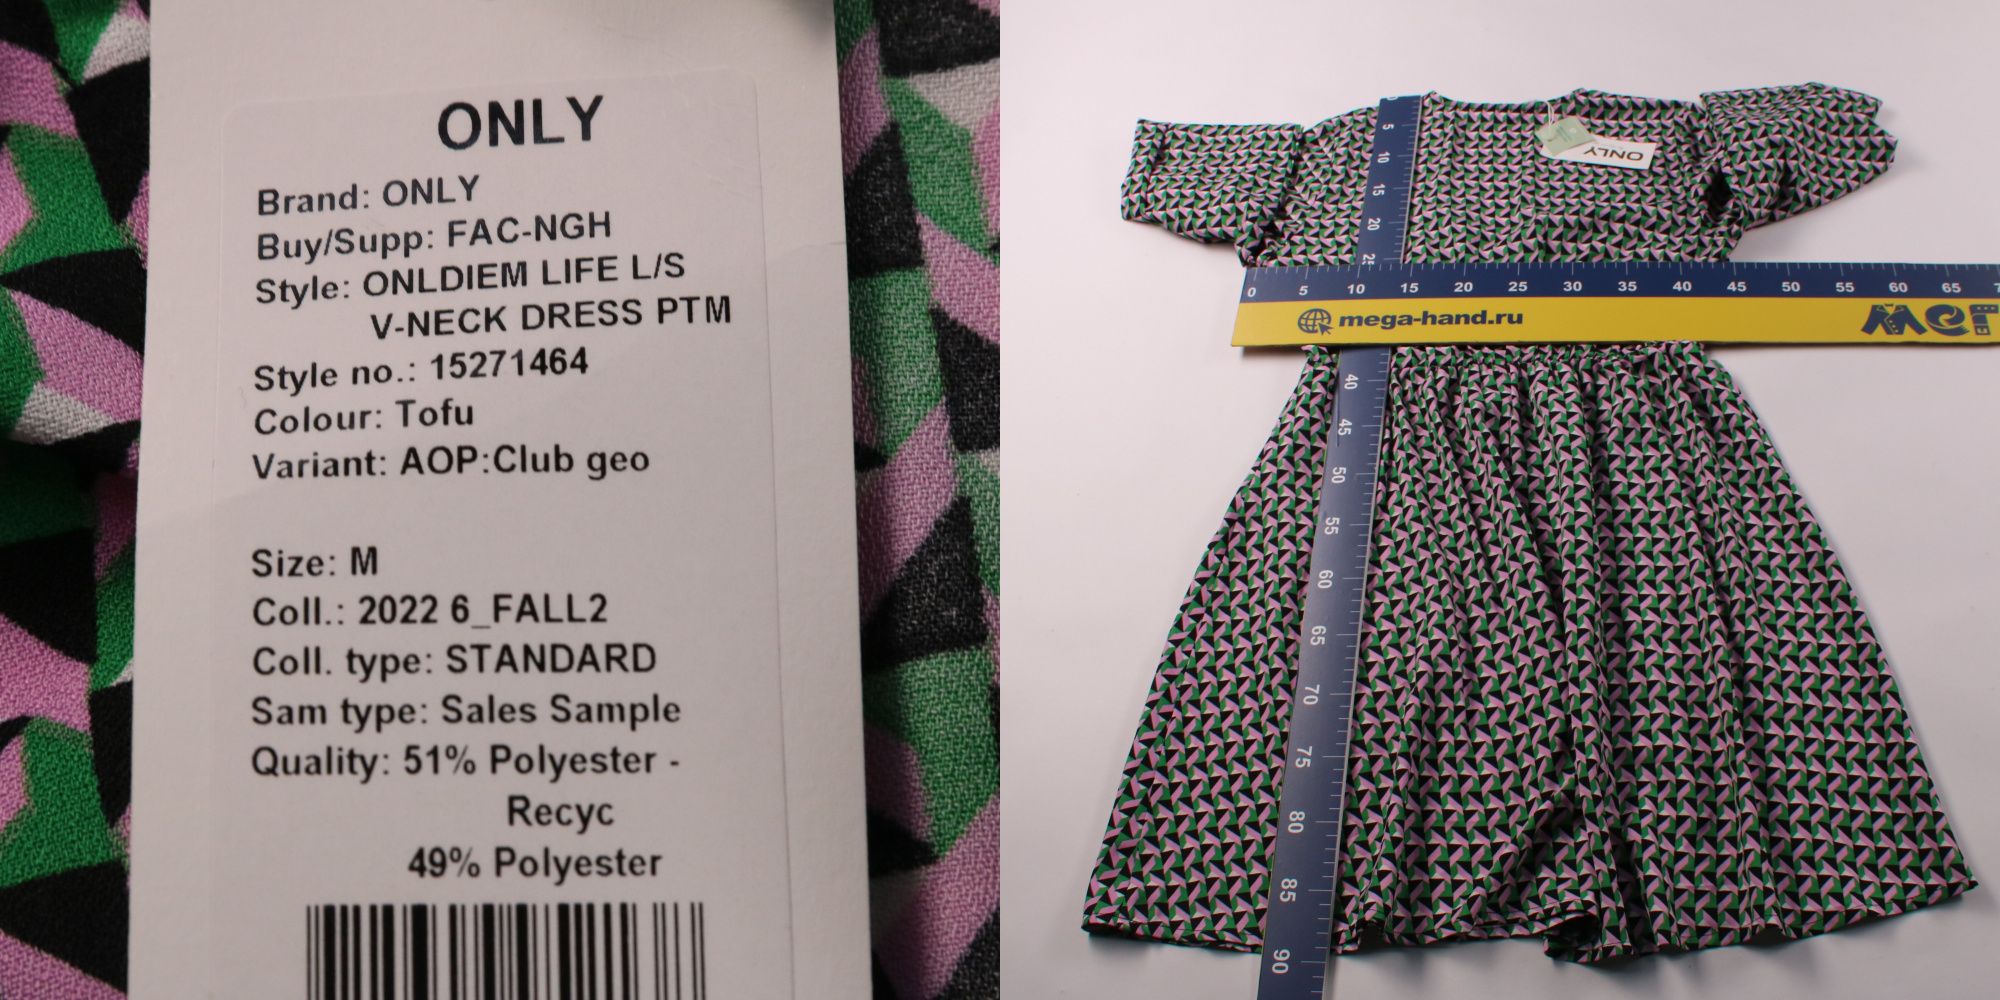 ONLY
Brand: ONLY
Buy/Supp: FAC-NGH
Style: ONLDIEM LIFE L/S
V-NECK DRESS PTM
Style no.: 15271464
Colour: Tofu
Variant: AOP:Club geo
Size: M
Coll.: 2022 6_FALL2
Coll. type: STANDARD
Sam type: Sales Sample
Quality: 51% Polyester -
Recyc
49% Polyester
ONLY
5
10
15
20
0 5 10 15 20 25 30 35 40 45 50 55 60 65
mega-hand.ru
40
45
50
55
60
65
70
75
80
85
90